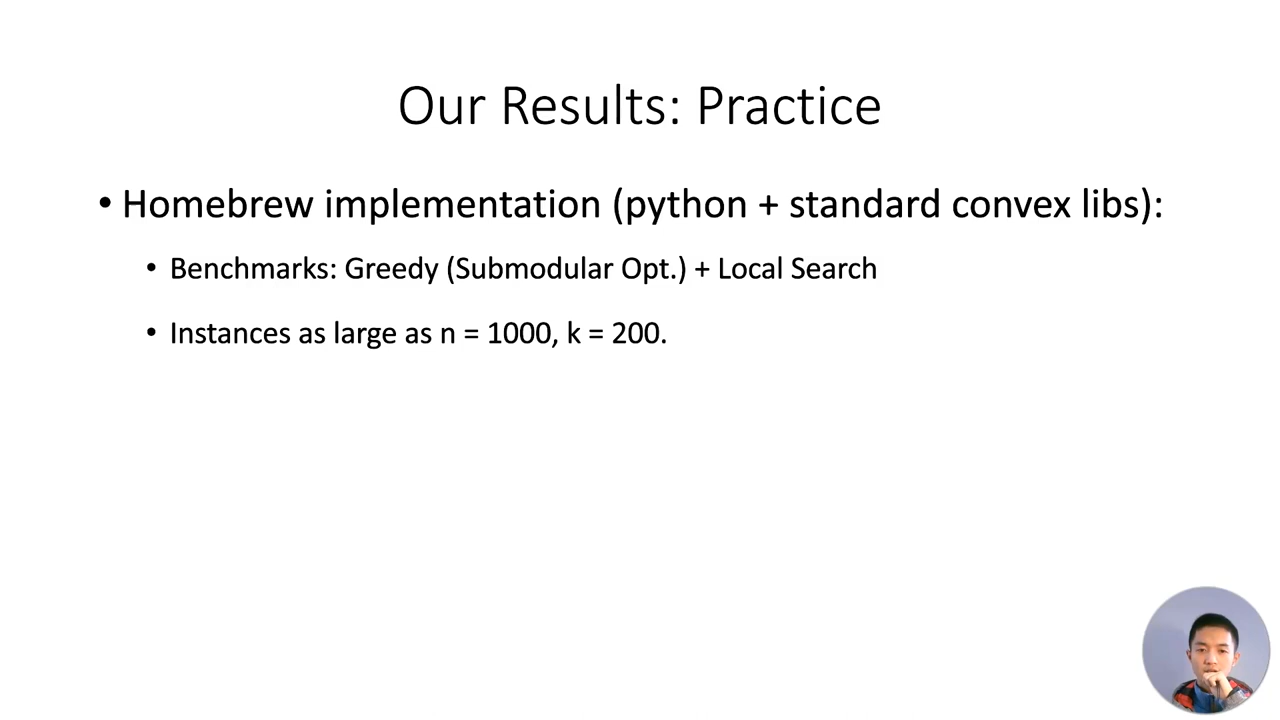 Our Results: Practice
• Homebrew implementation (python + standard convex libs):
• Benchmarks: Greedy (Submodular Opt.) + Local Search
• Instances as large as n = 1000, k = 200.